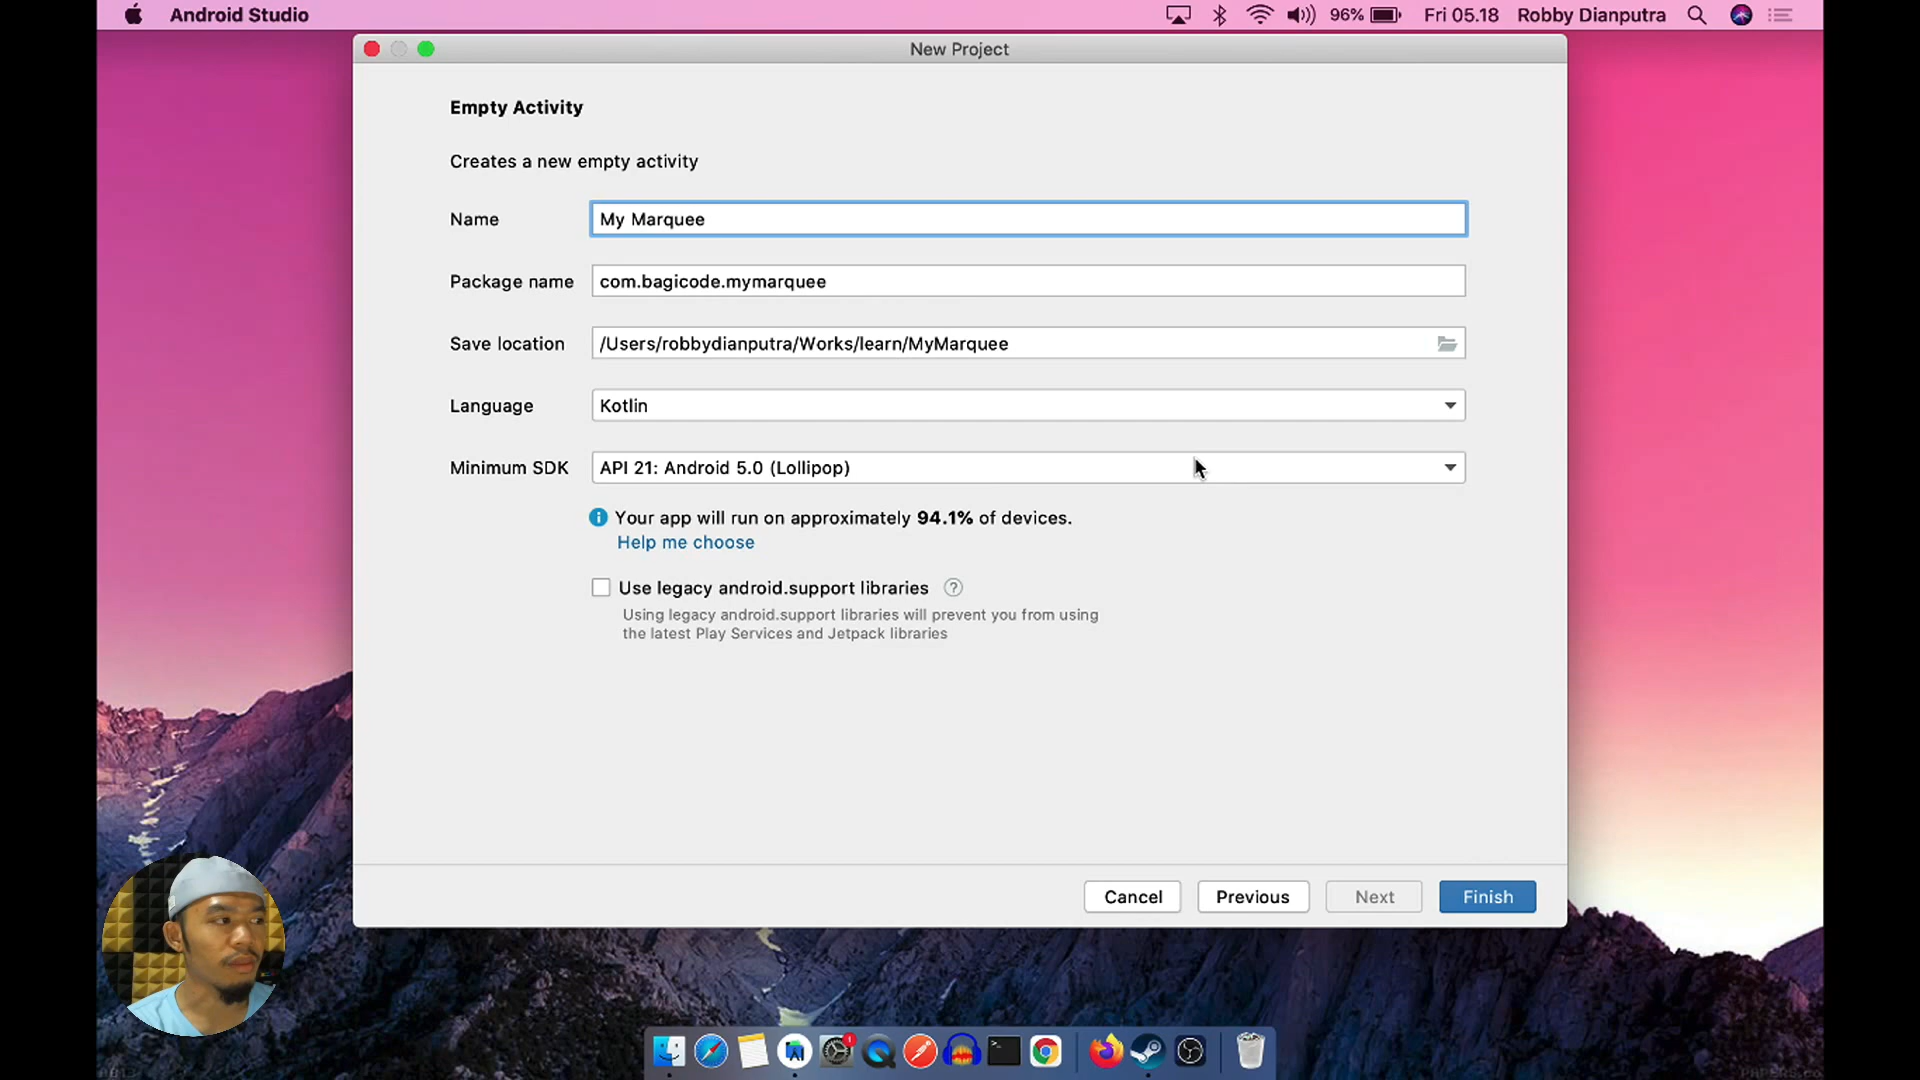 Android Studio
96%
Fri 05.18
Robby Dianputra
New Project
Empty Activity
Creates a new empty activity
Name
My Marquee
Package name
com.bagicode.mymarquee
Save location
/Users/robbydianputra/Works/learn/MyMarquee
Language
Kotlin
Minimum SDK
API 21: Android 5.0 (Lollipop)
Your app will run on approximately 94.1% of devices.
Help me choose
Use legacy android.support libraries
Using legacy android.support libraries will prevent you from using
the latest Play Services and Jetpack libraries
Cancel
Previous
Next
Finish